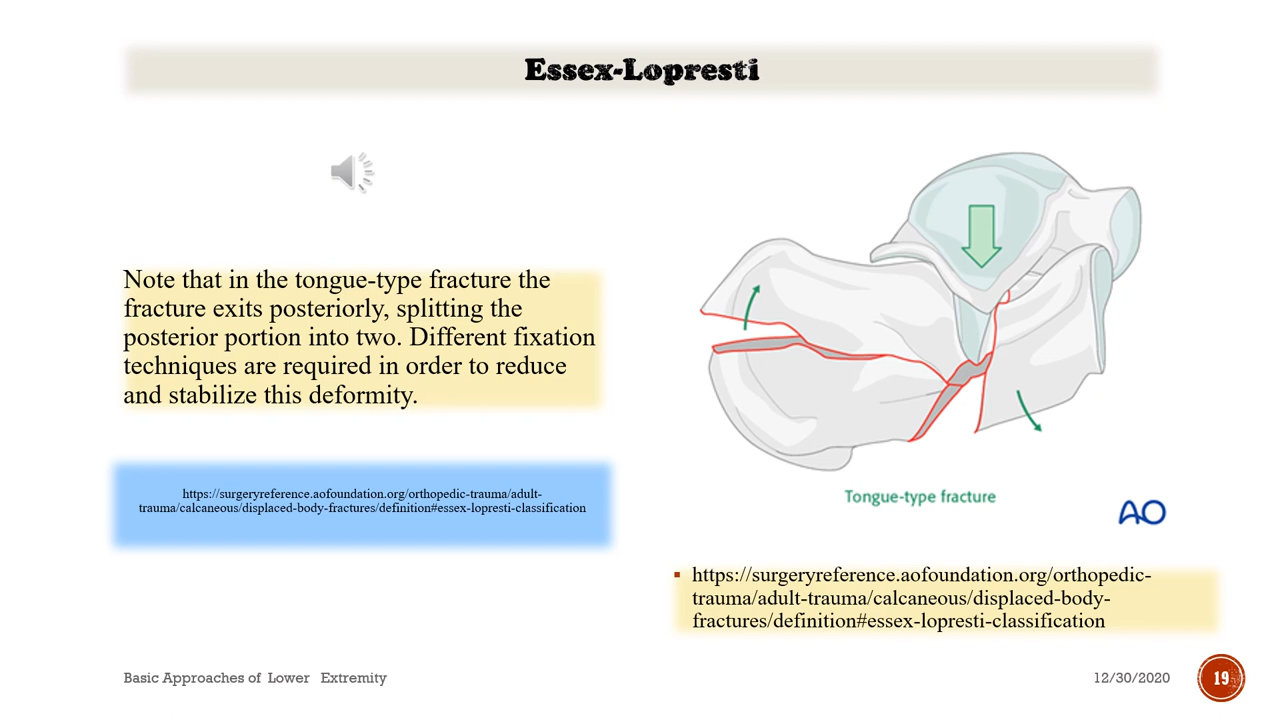 Essex-Lopresti
Note that in the tongue-type fracture the
fracture exits posteriorly, splitting the
posterior portion into two. Different fixation
techniques are required in order to reduce
and stabilize this deformity.
https://surgeryreference.aofoundation.org/orthopedic-trauma/adult-
trauma/calcaneous/displaced-body-fractures/definition#essex-lopresti-classification
Tongue-type fracture
AO
https://surgeryreference.aofoundation.org/orthopedic-
trauma/adult-trauma/calcaneous/displaced-body-
fractures/definition#essex-lopresti-classification
Basic Approaches of Lower Extremity
12/30/2020
19